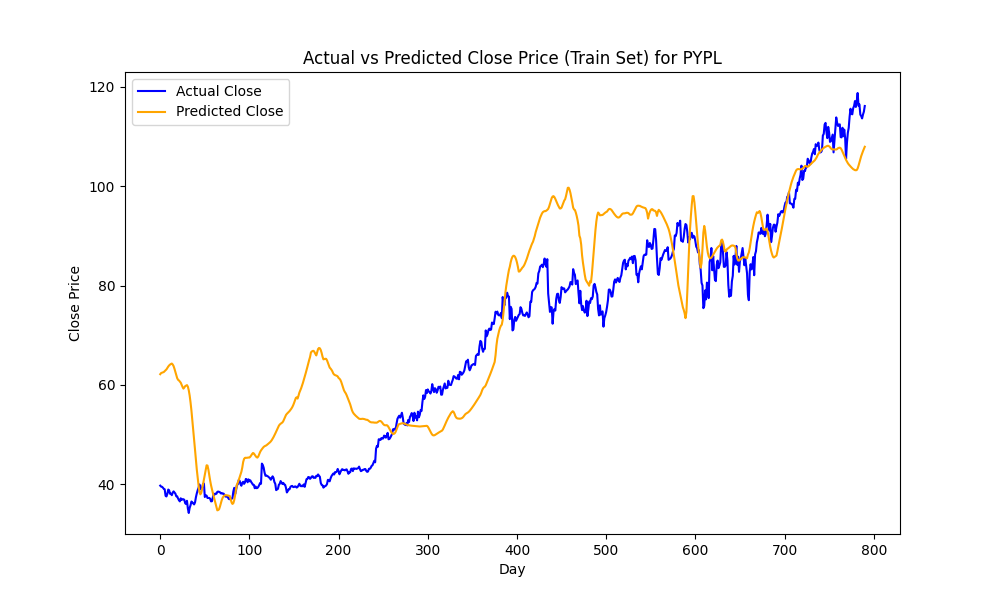 Actual vs Predicted Close Price (Train Set) for PYPL
Actual Close
Predicted Close
120
100
80
60
40
Close Price
0 100 200 300 400 500 600 700 800
Day